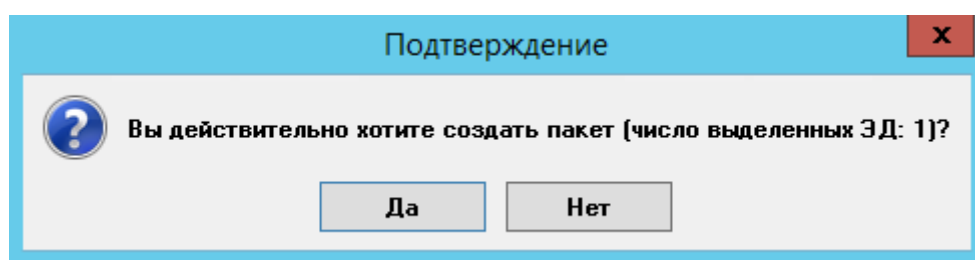 Подтверждение
x
Вы действительно хотите создать пакет (число выделенных ЭД: 1)?
Да
Нет